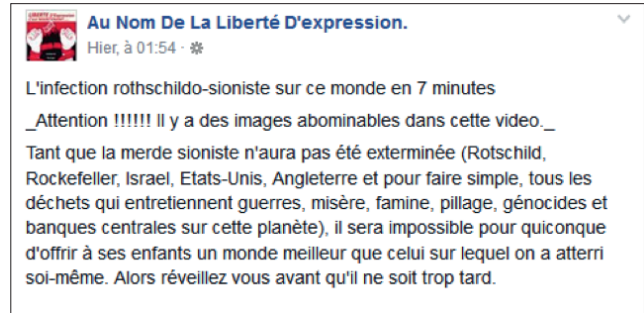 Au Nom De La Liberté D'expression.
Hier, à 01:54 ·
L'infection rothschildo-sioniste sur ce monde en 7 minutes
_Attention !!!!!! Il y a des images abominables dans cette video._
Tant que la merde sioniste n'aura pas été exterminée (Rotschild,
Rockefeller, Israel, Etats-Unis, Angleterre et pour faire simple, tous les
déchets qui entretiennent guerres, misère, famine, pillage, génocides et
banques centrales sur cette planète), il sera impossible pour quiconque
d'offrir à ses enfants un monde meilleur que celui sur lequel on a atterri
soi-même. Alors réveillez vous avant qu'il ne soit trop tard.